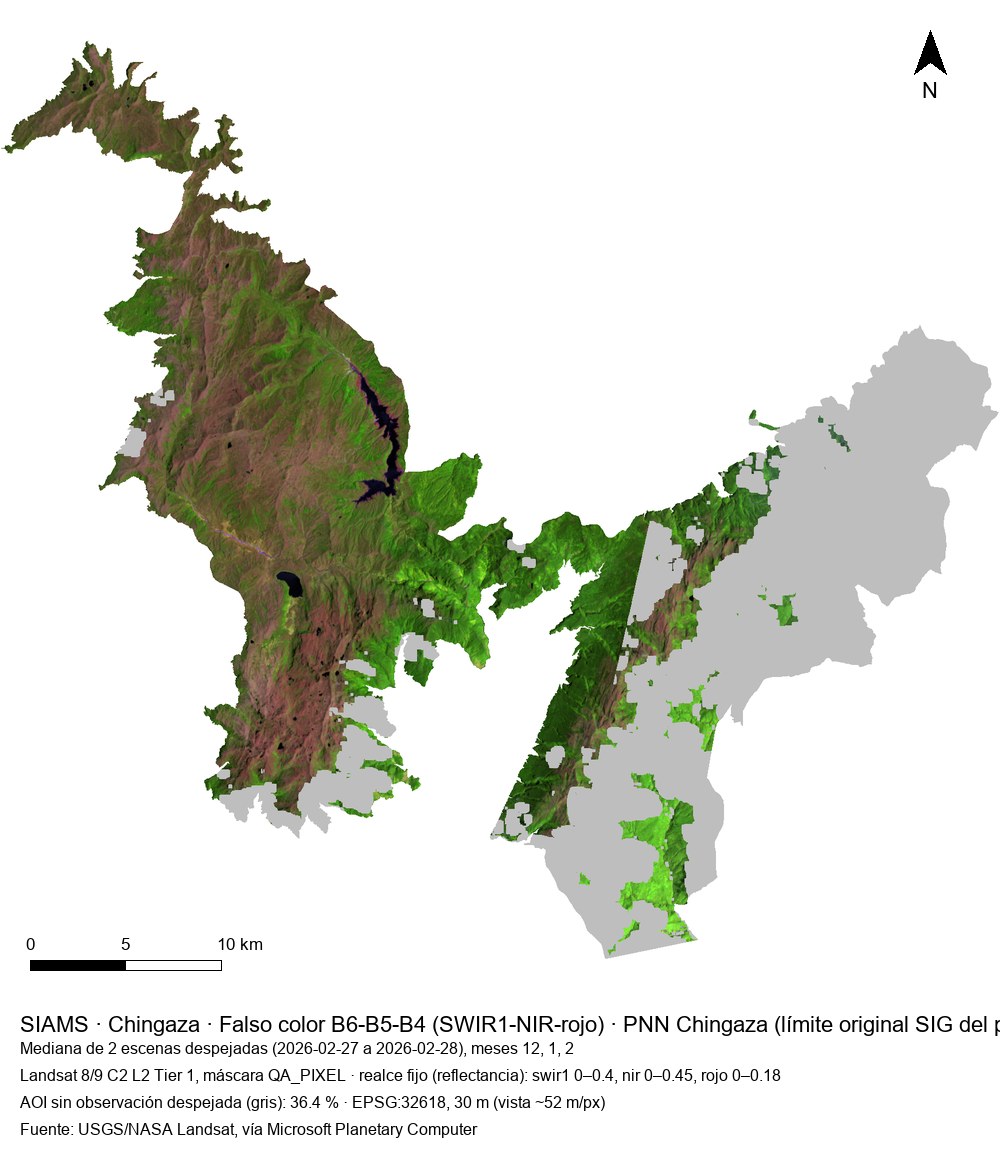 N
0 5 10 km
SIAMS · Chingaza · Falso color B6-B5-B4 (SWIR1-NIR-rojo) · PNN Chingaza (límite original SIG del p
Mediana de 2 escenas despejadas (2026-02-27 a 2026-02-28), meses 12, 1, 2
Landsat 8/9 C2 L2 Tier 1, máscara QA_PIXEL · realce fijo (reflectancia): swir1 0–0.4, nir 0–0.45, rojo 0–0.18
AOI sin observación despejada (gris): 36.4 % · EPSG:32618, 30 m (vista ~52 m/px)
Fuente: USGS/NASA Landsat, vía Microsoft Planetary Computer